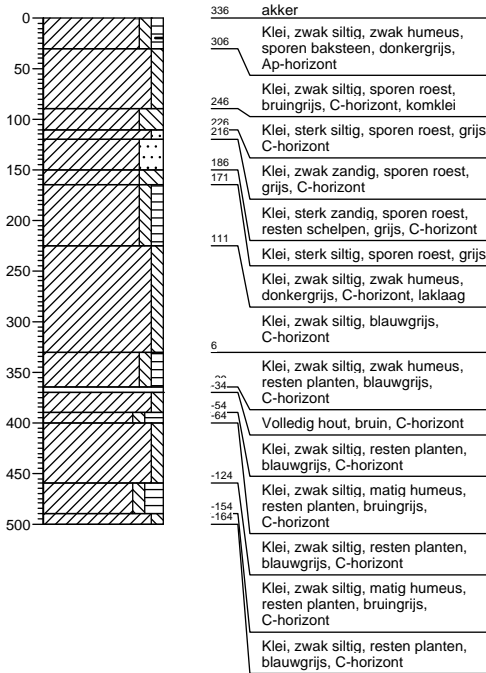 0
50
100
150
200
250
300
350
400
450
500
336 akker
306
Klei, zwak siltig, zwak humeus,
sporen baksteen, donkergrijs,
Ap-horizont
246
Klei, zwak siltig, sporen roest,
bruingrijs, C-horizont, komklei
226
Klei, sterk siltig, sporen roest, grijs,
C-horizont
216
Klei, zwak zandig, sporen roest,
grijs, C-horizont
186
Klei, sterk zandig, sporen roest,
resten schelpen, grijs, C-horizont
171
Klei, sterk siltig, sporen roest, grijs
111
Klei, zwak siltig, zwak humeus,
donkergrijs, C-horizont, laklaag
Klei, zwak siltig, blauwgrijs,
C-horizont
6
Klei, zwak siltig, zwak humeus,
resten planten, blauwgrijs,
C-horizont
-34
Volledig hout, bruin, C-horizont
-54
Klei, zwak siltig, resten planten,
blauwgrijs, C-horizont
-64
Klei, zwak siltig, matig humeus,
resten planten, bruingrijs,
C-horizont
-124
Klei, zwak siltig, resten planten,
blauwgrijs, C-horizont
-154
Klei, zwak siltig, matig humeus,
resten planten, bruingrijs,
C-horizont
-164
Klei, zwak siltig, resten planten,
blauwgrijs, C-horizont